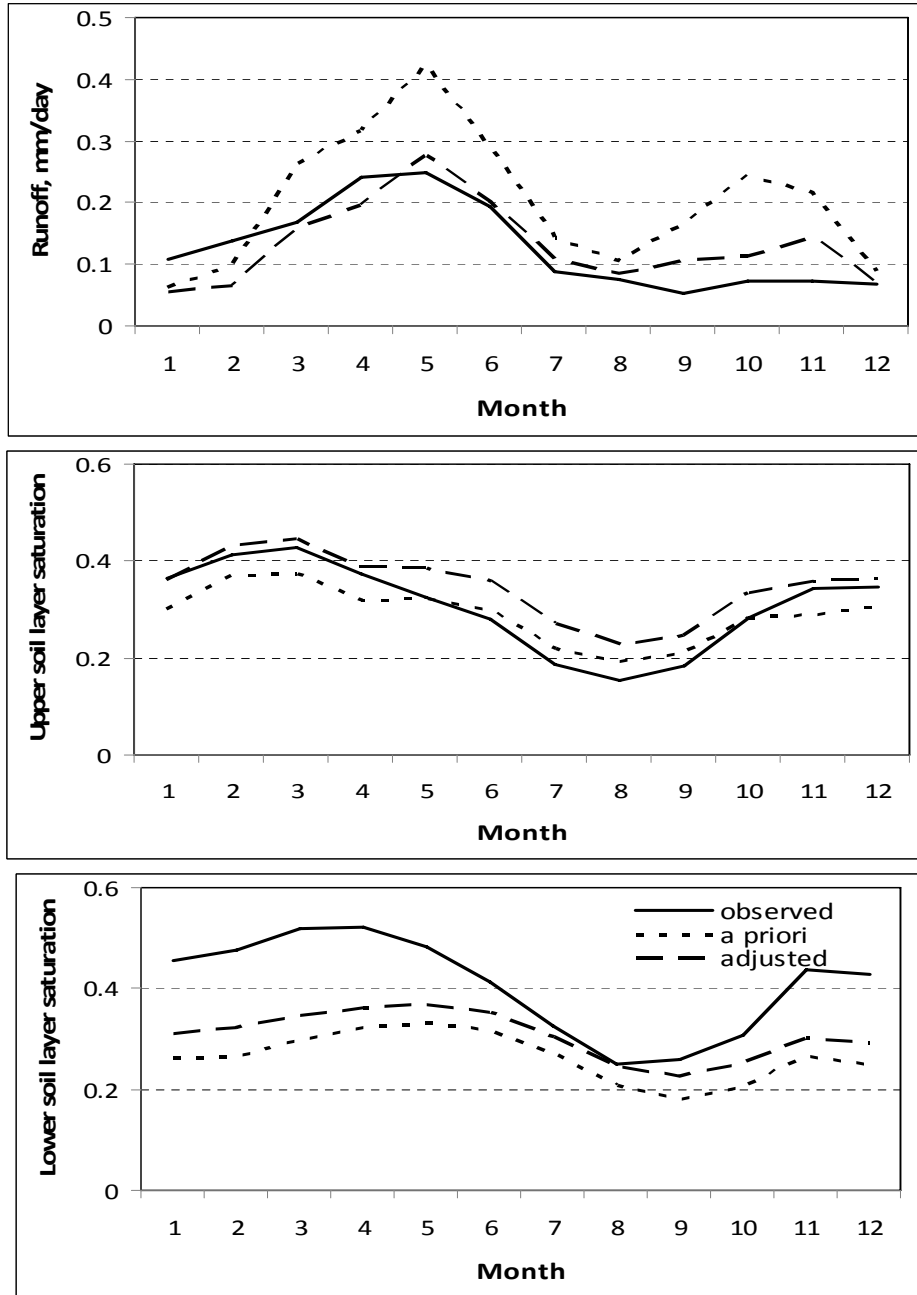 Runoff, mm/day
0.5
0.4
0.3
0.2
0.1
0
1 2 3 4 5 6 7 8 9 10 11 12
Month
Upper soil layer saturation
0.6
0.4
0.2
0
1 2 3 4 5 6 7 8 9 10 11 12
Month
Lower soil layer saturation
0.6
0.4
0.2
0
observed
a priori
adjusted
1 2 3 4 5 6 7 8 9 10 11 12
Month